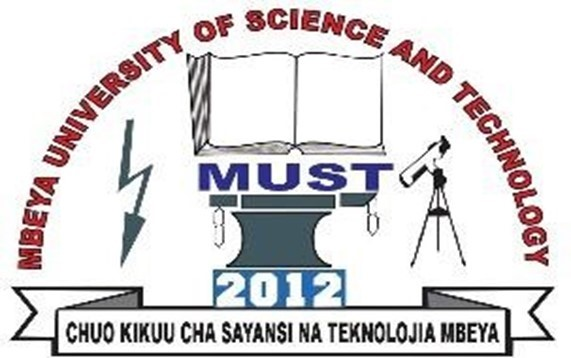 MBEYA UNIVERSITY OF SCIENCE AND TECHNOLOGY
MUST
2012
CHUO KIKUU CHA SAYANSI NA TEKNOLOJIA MBEYA